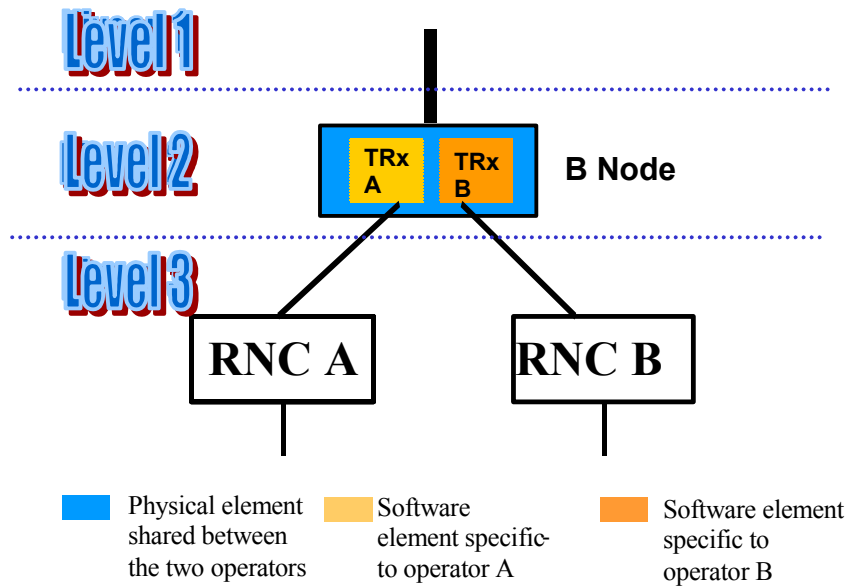 Level 1
Level 2
TRx
A
TRx
B
B Node
Level 3
RNC A
RNC B
Physical element
shared between
the two operators
Software
element specific-
to operator A
Software element
specific to
operator B